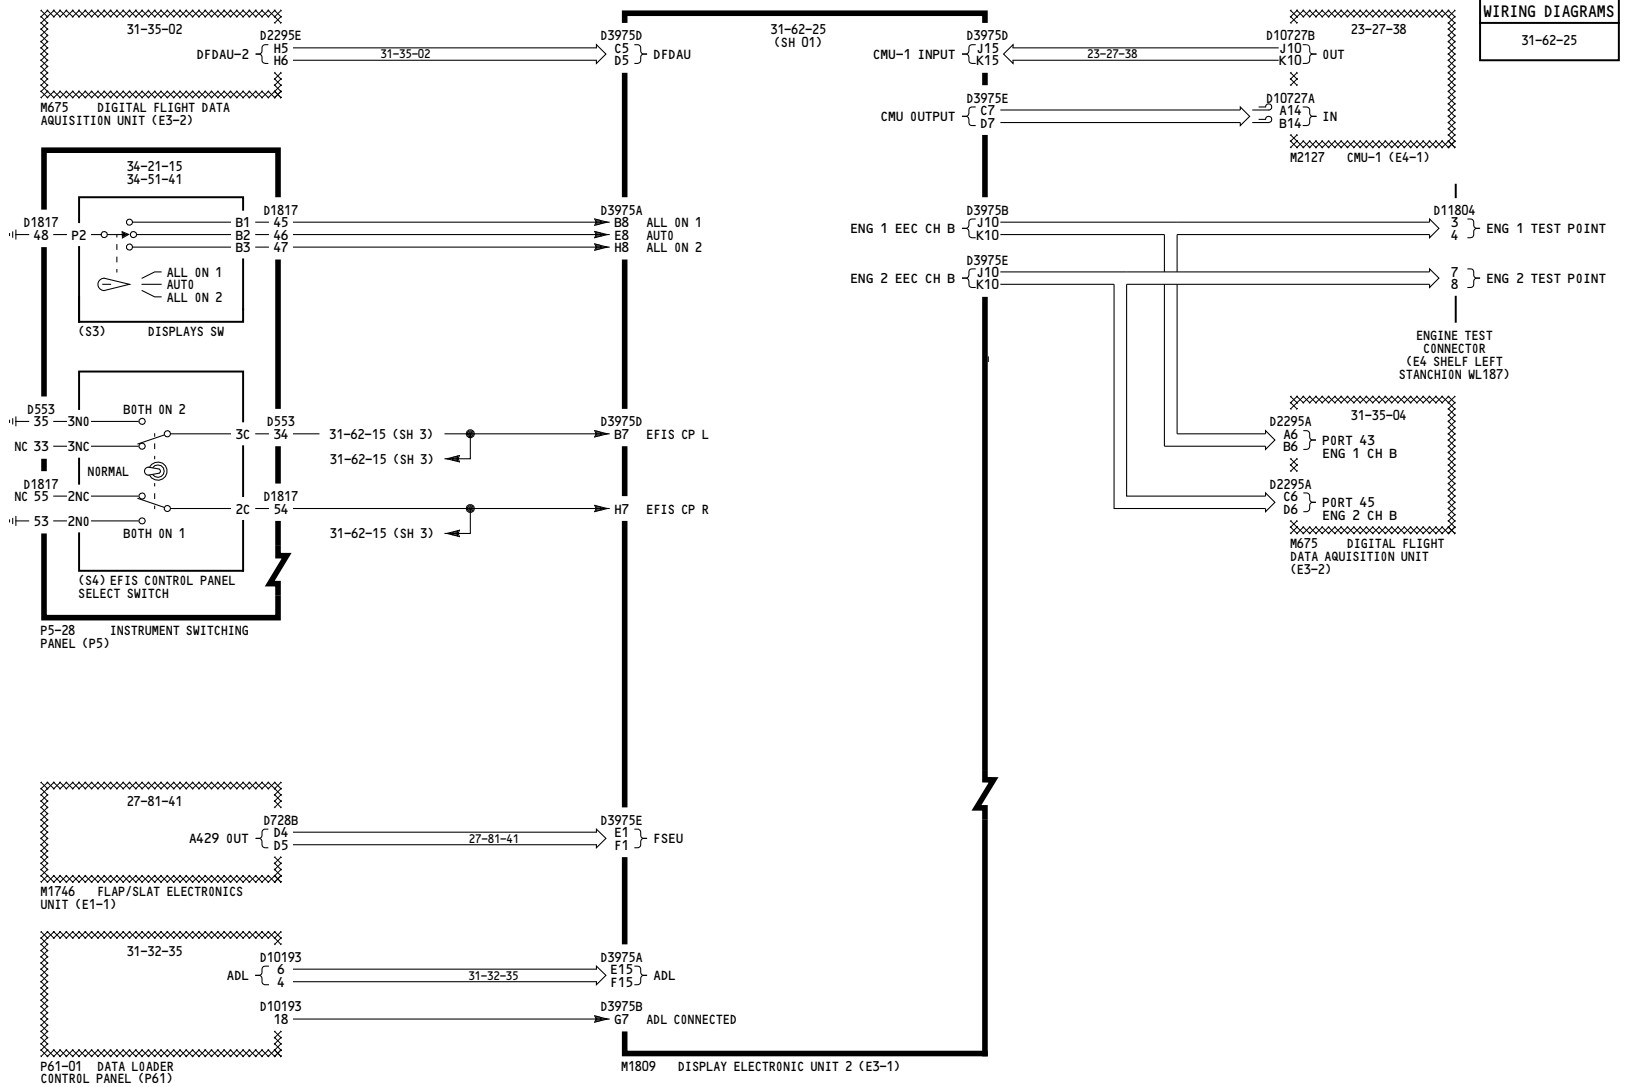 WIRING DIAGRAMS
31-62-25
31-35-02
D2295E
DFDAU-2 { H5
H6
31-35-02
D3975D
C5
D5 } DFDAU
M675 DIGITAL FLIGHT DATA
AQUISITION UNIT (E3-2)
31-62-25
(SH 01)
D3975D
CMU-1 INPUT { J15
K15
23-27-38
D10727B
J10
K10 } OUT
23-27-38
D3975E
CMU OUTPUT { C7
D7
D10727A
A14
B14 } IN
M2127 CMU-1 (E4-1)
34-21-15
34-51-41
D1817
48 P2
B1
B2
B3
D1817
45
46
47
D3975A
B8 ALL ON 1
E8 AUTO
H8 ALL ON 2
ALL ON 1
AUTO
ALL ON 2
(S3) DISPLAYS SW
D3975B
ENG 1 EEC CH B { J10
K10
D11804
3
4 } ENG 1 TEST POINT
D3975E
ENG 2 EEC CH B { J10
K10
7
8 } ENG 2 TEST POINT
ENGINE TEST
CONNECTOR
(E4 SHELF LEFT
STANCHION WL187)
D553
35 3NO
BOTH ON 2
NC 33 3NC
3C
D553
34
31-62-15 (SH 3)
31-62-15 (SH 3)
D3975D
B7 EFIS CP L
NORMAL
D1817
NC 55 2NC
53 2NO
BOTH ON 1
2C
D1817
54
31-62-15 (SH 3)
H7 EFIS CP R
(S4) EFIS CONTROL PANEL
SELECT SWITCH
P5-28 INSTRUMENT SWITCHING
PANEL (P5)
31-35-04
D2295A
A6
B6 } PORT 43
ENG 1 CH B
D2295A
C6
D6 } PORT 45
ENG 2 CH B
M675 DIGITAL FLIGHT
DATA AQUISITION UNIT
(E3-2)
27-81-41
D728B
A429 OUT { D4
D5
27-81-41
D3975E
E1
F1 } FSEU
M1746 FLAP/SLAT ELECTRONICS
UNIT (E1-1)
31-32-35
D10193
ADL { 6
4
31-32-35
D3975A
E15
F15 } ADL
D10193
18
D3975B
G7 ADL CONNECTED
P61-01 DATA LOADER
CONTROL PANEL (P61)
M1809 DISPLAY ELECTRONIC UNIT 2 (E3-1)